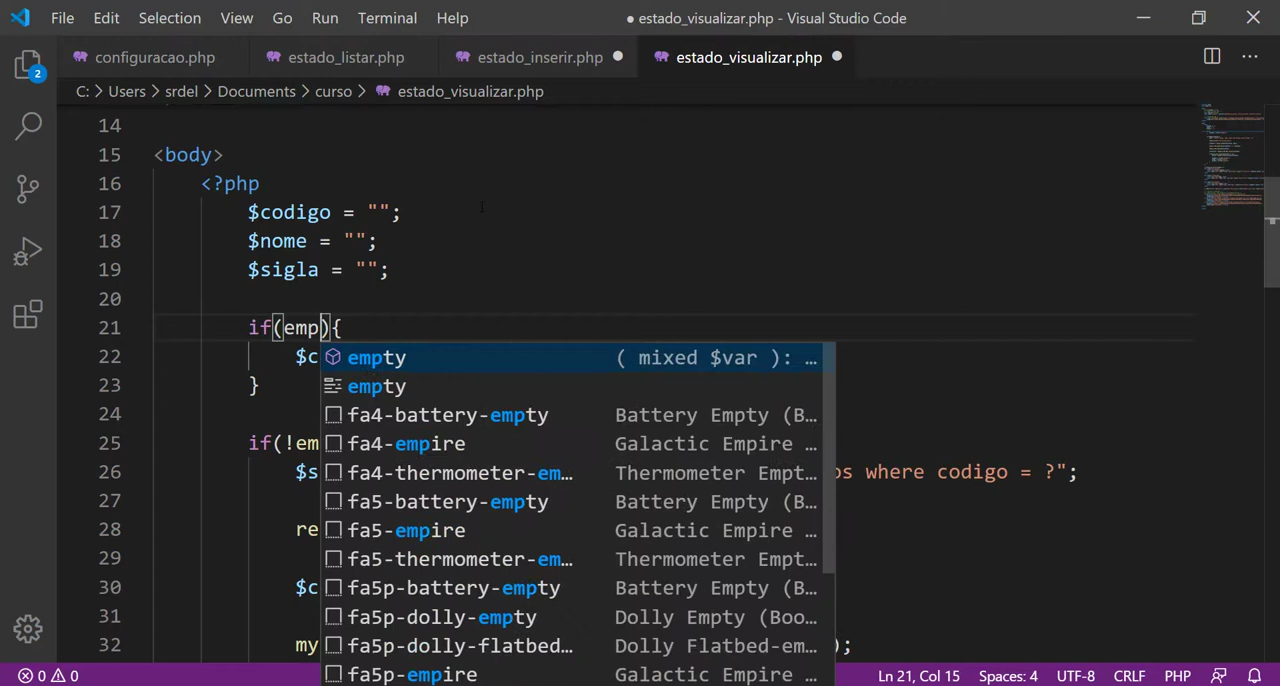 File Edit Selection View Go Run Terminal Help ● estado_visualizar.php - Visual Studio Code
configuracao.php estado_listar.php estado_inserir.php estado_visualizar.php
2
C: > Users > srdel > Documents > curso > estado_visualizar.php
14
15 <body>
16 <?php
17 $codigo = "";
18 $nome = "";
19 $sigla = "";
20
21 if(emp){
22 $c empty ( mixed $var ): …
23 } empty
24 fa4-battery-empty Battery Empty (B…
25 if(!em fa4-empire Galactic Empire …
26 $s fa4-thermometer-em… Thermometer Empt… os where codigo = ?";
27 fa5-battery-empty Battery Empty (B…
28 re fa5-empire Galactic Empire …
29 fa5-thermometer-em… Thermometer Empt…
30 $c fa5p-battery-empty Battery Empty (B…
31 fa5p-dolly-empty Dolly Empty (Boo…
32 my fa5p-dolly-flatbed… Dolly Flatbed-em… );
fa5p-empire Galactic Empire …
0 0 Ln 21, Col 15 Spaces: 4 UTF-8 CRLF PHP